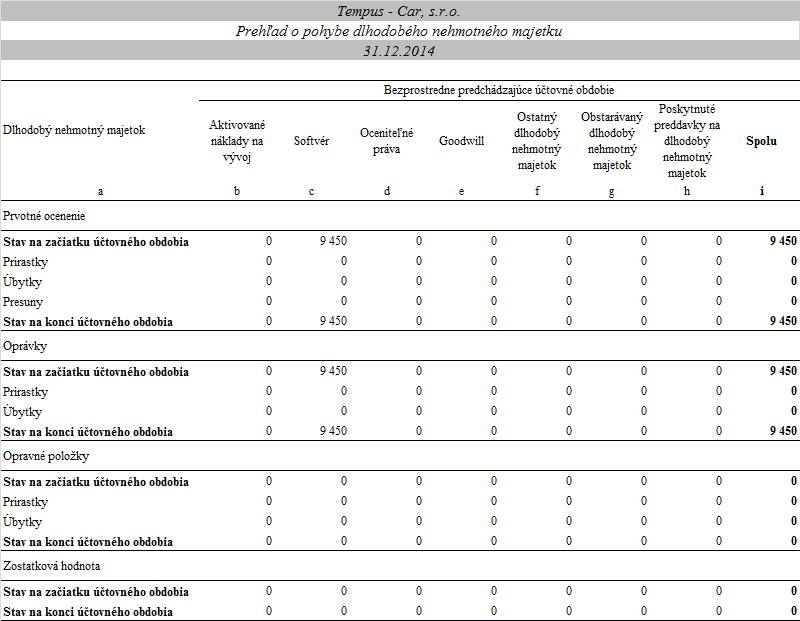 Tempus - Car, s.r.o.
Prehľad o pohybe dlhodobého nehmotného majetku
31.12.2014
Bezprostredne predchádzajúce účtovné obdobie
Dlhodobý nehmotný majetok Aktivované náklady na vývoj Softvér Oceniteľné práva Goodwill Ostatný dlhodobý nehmotný majetok Obstarávaný dlhodobý nehmotný majetok Poskytnuté preddavky na dlhodobý nehmotný majetok Spolu
a b c d e f g h i
Prvotné ocenenie
Stav na začiatku účtovného obdobia 0 9 450 0 0 0 0 0 9 450
Prírastky 0 0 0 0 0 0 0 0
Úbytky 0 0 0 0 0 0 0 0
Presuny 0 0 0 0 0 0 0 0
Stav na konci účtovného obdobia 0 9 450 0 0 0 0 0 9 450
Oprávky
Stav na začiatku účtovného obdobia 0 9 450 0 0 0 0 0 9 450
Prírastky 0 0 0 0 0 0 0 0
Úbytky 0 0 0 0 0 0 0 0
Stav na konci účtovného obdobia 0 9 450 0 0 0 0 0 9 450
Opravné položky
Stav na začiatku účtovného obdobia 0 0 0 0 0 0 0 0
Prírastky 0 0 0 0 0 0 0 0
Úbytky 0 0 0 0 0 0 0 0
Stav na konci účtovného obdobia 0 0 0 0 0 0 0 0
Zostatková hodnota
Stav na začiatku účtovného obdobia 0 0 0 0 0 0 0 0
Stav na konci účtovného obdobia 0 0 0 0 0 0 0 0